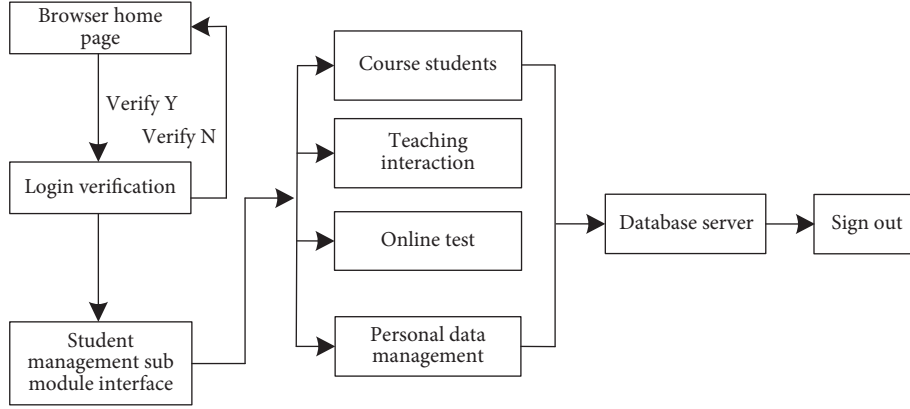 Browser home
page
Verify Y
Verify N
Login verification
Student
management sub
module interface
Course students
Teaching
interaction
Online test
Personal data
management
Database server
Sign out